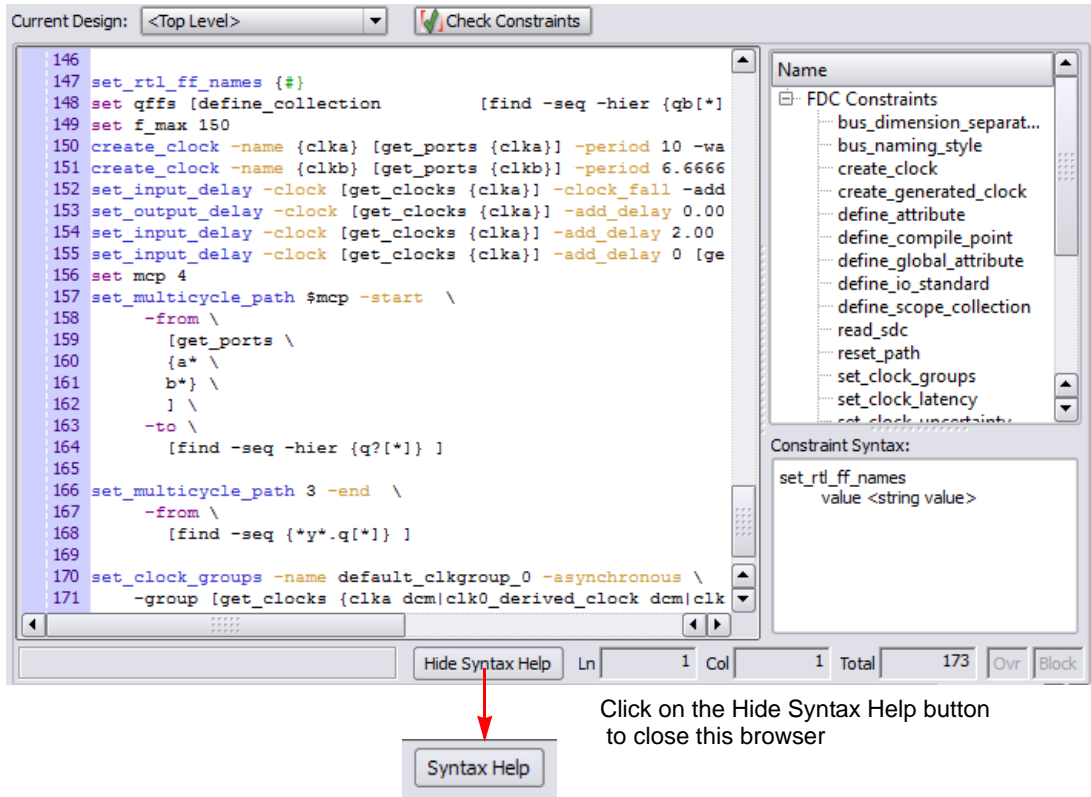 Current Design: <Top Level> Check Constraints
146
147 set_rtl_ff_names {#}
148 set qffs [define_collection [find -seq -hier {qb[*]
149 set f_max 150
150 create_clock -name {clka} [get_ports {clka}] -period 10 -wa
151 create_clock -name {clkb} [get_ports {clkb}] -period 6.6666
152 set_input_delay -clock [get_clocks {clka}] -clock_fall -add
153 set_output_delay -clock [get_clocks {clka}] -add_delay 0.00
154 set_input_delay -clock [get_clocks {clka}] -add_delay 2.00
155 set_input_delay -clock [get_clocks {clka}] -add_delay 0 [ge
156 set mcp 4
157 set_multicycle_path $mcp -start \
158 -from \
159 [get_ports \
160 {a* \
161 b*} \
162 ] \
163 -to \
164 [find -seq -hier {q?[*]} ]
165
166 set_multicycle_path 3 -end \
167 -from \
168 [find -seq {*y*.q[*]} ]
169
170 set_clock_groups -name default_clkgroup_0 -asynchronous \
171 -group [get_clocks {clka dcm|clk0_derived_clock dcm|clk
Name
FDC Constraints
bus_dimension_separat...
bus_naming_style
create_clock
create_generated_clock
define_attribute
define_compile_point
define_global_attribute
define_io_standard
define_scope_collection
read_sdc
reset_path
set_clock_groups
set_clock_latency
set_clock_uncertainty
Constraint Syntax:
set_rtl_ff_names
value <string value>
Hide Syntax Help Ln 1 Col 1 Total 173 Ovr Block
Click on the Hide Syntax Help button
to close this browser
Syntax Help